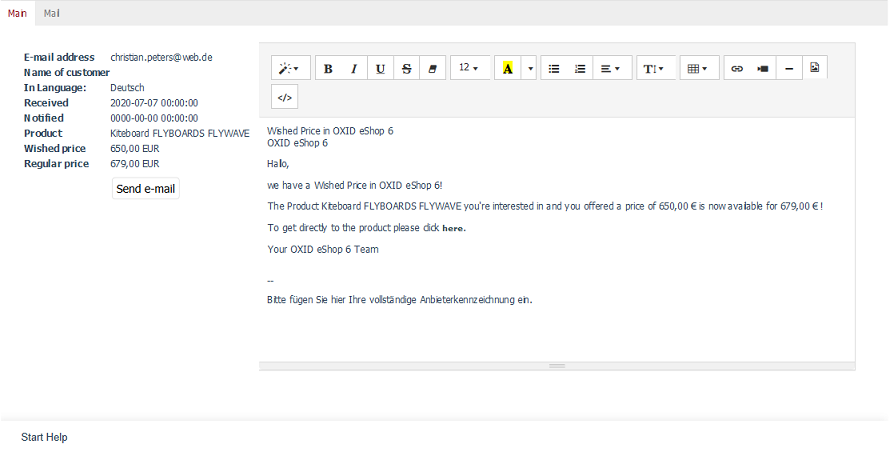 Main Mail
E-mail address christian.peters@web.de
Name of customer
In Language: Deutsch
Received 2020-07-07 00:00:00
Notified 0000-00-00 00:00:00
Product Kiteboard FLYBOARDS FLYWAVE
Wished price 650,00 EUR
Regular price 679,00 EUR
Send e-mail
B I U S 12 A T
</>
Wished Price in OXID eShop 6
OXID eShop 6
Hallo,
we have a Wished Price in OXID eShop 6!
The Product Kiteboard FLYBOARDS FLYWAVE you're interested in and you offered a price of 650,00 € is now available for 679,00 € !
To get directly to the product please click here.
Your OXID eShop 6 Team
--
Bitte fügen Sie hier Ihre vollständige Anbieterkennzeichnung ein.
Start Help